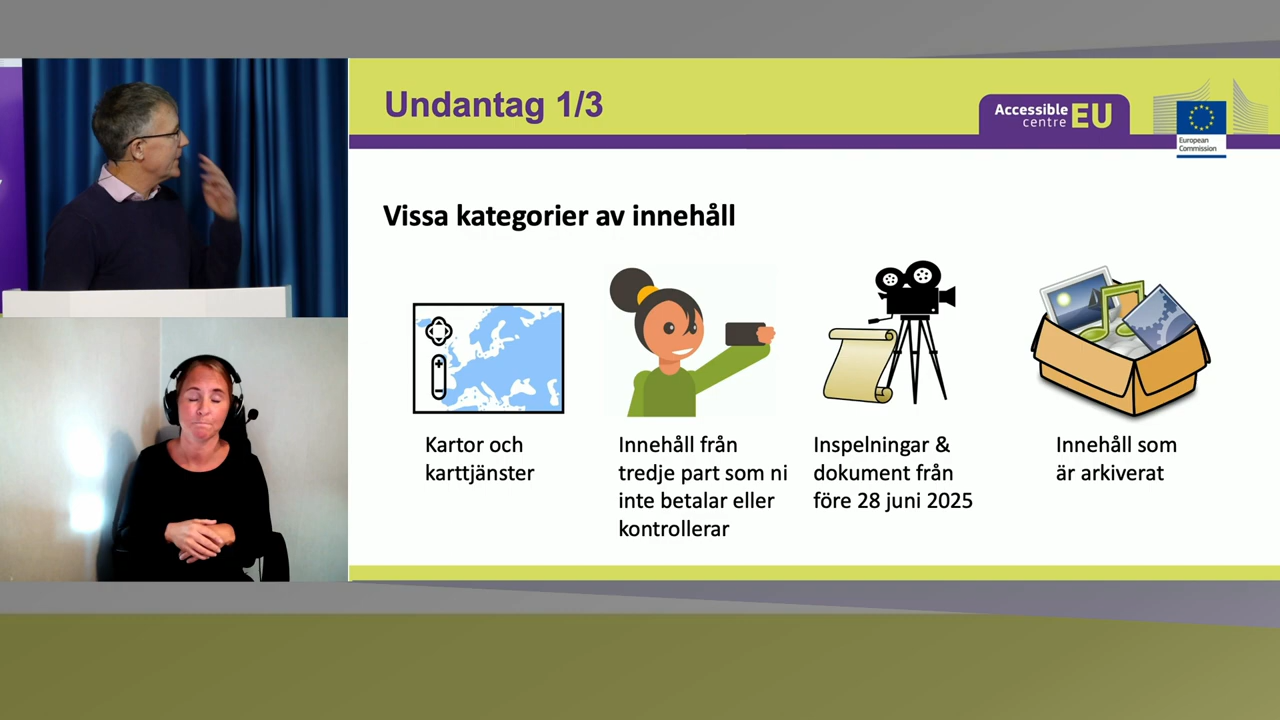 Undantag 1/3
Accessible
centre EU
European
Commission
Vissa kategorier av innehåll
Kartor och
karttjänster
Innehåll från
tredje part som ni
inte betalar eller
kontrollerar
Inspelningar &
dokument från
före 28 juni 2025
Innehåll som
är arkiverat